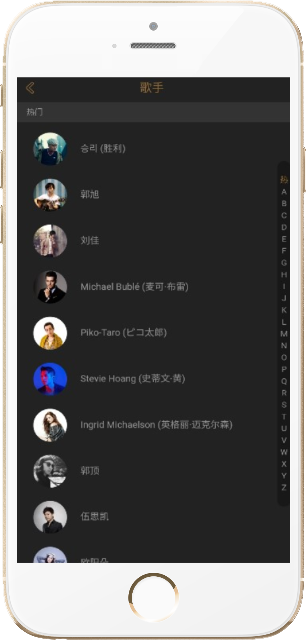 歌手
热门
승리 (胜利)
郭旭
刘佳
Michael Bublé (麦可·布雷)
Piko-Taro (ピコ太郎)
Stevie Hoang (史蒂文·黄)
Ingrid Michaelson (英格丽·迈克尔森)
郭顶
伍思凯
热
A
B
C
D
E
F
G
H
I
J
K
L
M
N
O
P
Q
R
S
T
U
V
W
X
Y
Z